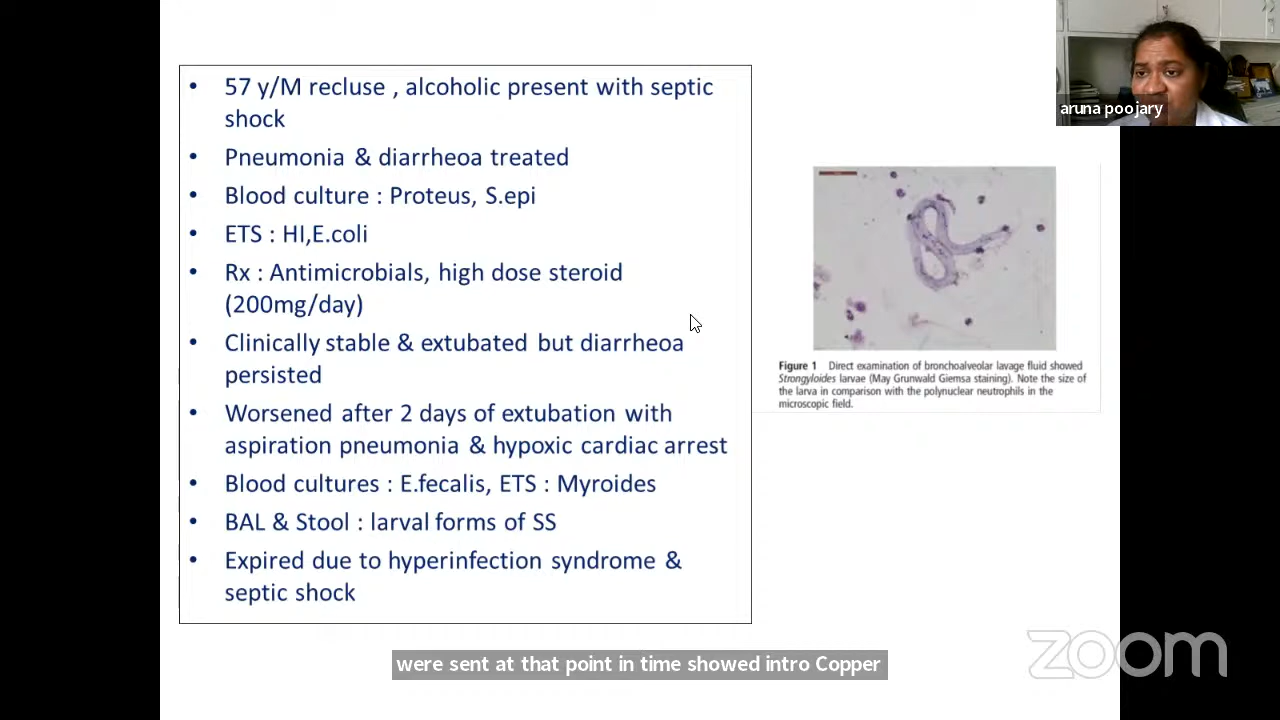 aruna poojary
• 57 y/M recluse , alcoholic present with septic
shock
• Pneumonia & diarrheoa treated
• Blood culture : Proteus, S.epi
• ETS : HI,E.coli
• Rx : Antimicrobials, high dose steroid
(200mg/day)
• Clinically stable & extubated but diarrheoa
persisted
• Worsened after 2 days of extubation with
aspiration pneumonia & hypoxic cardiac arrest
• Blood cultures : E.fecalis, ETS : Myroides
• BAL & Stool : larval forms of SS
• Expired due to hyperinfection syndrome &
septic shock
Figure 1 Direct examination of bronchoalveolar lavage fluid showed
Strongyloides larvae (May Grunwald Giemsa staining). Note the size of
the larva in comparison with the polynuclear neutrophils in the
microscopic field.
were sent at that point in time showed intro Copper
zoom